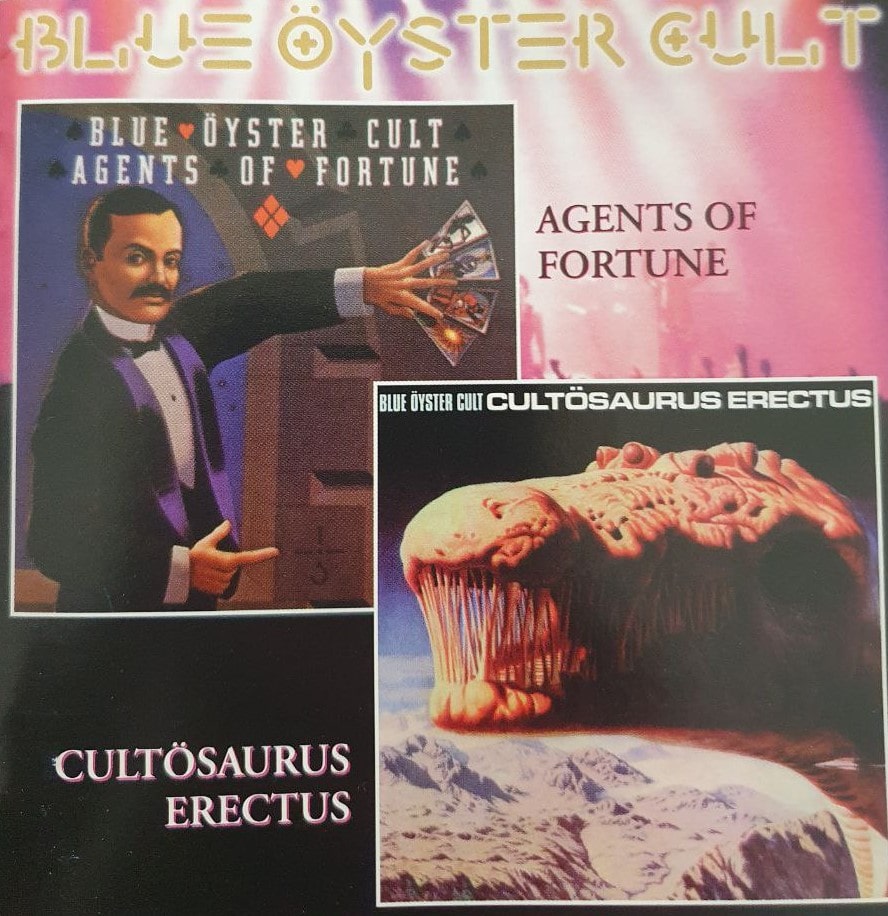 BLUE ÖYSTER CULT
BLUE ÖYSTER CULT
AGENTS OF FORTUNE
AGENTS OF
FORTUNE
BLUE ÖYSTER CULT CULTÖSAURUS ERECTUS
CULTÖSAURUS
ERECTUS